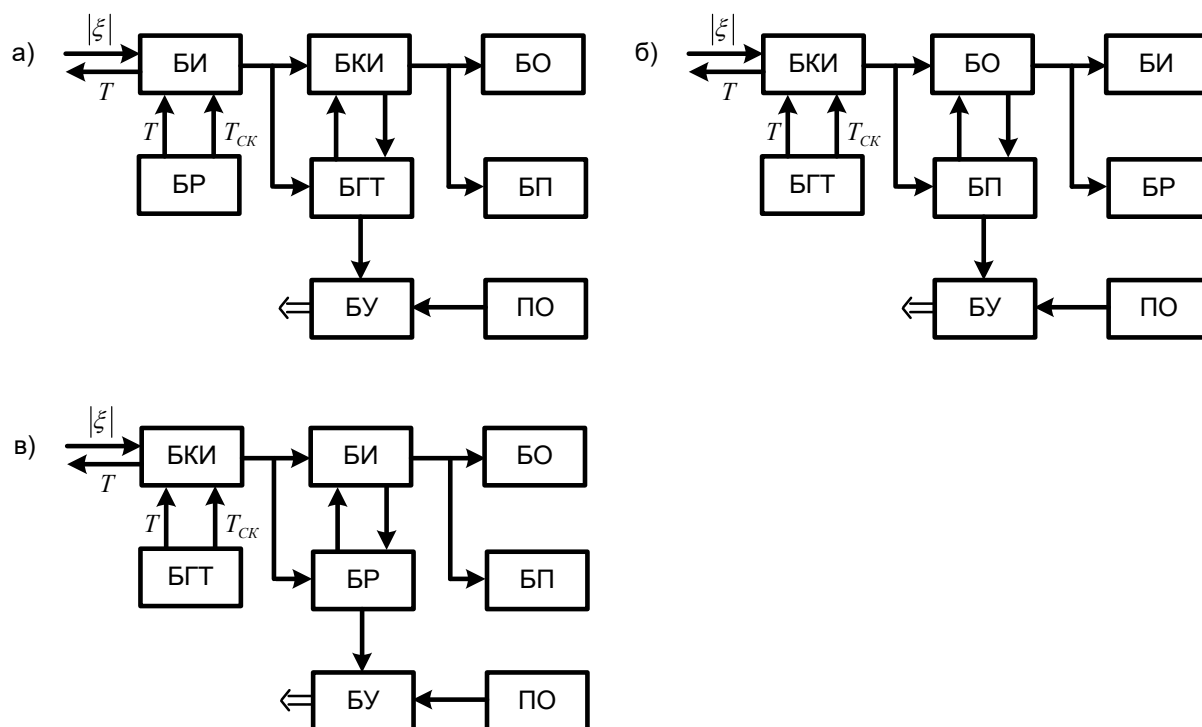 а)
|ξ|
T
БИ
БКИ
БО
T
T_СК
БР
БГТ
БП
БУ
ПО
б)
|ξ|
T
БКИ
БО
БИ
T
T_СК
БГТ
БП
БР
БУ
ПО
в)
|ξ|
T
БКИ
БИ
БО
T
T_СК
БГТ
БР
БП
БУ
ПО